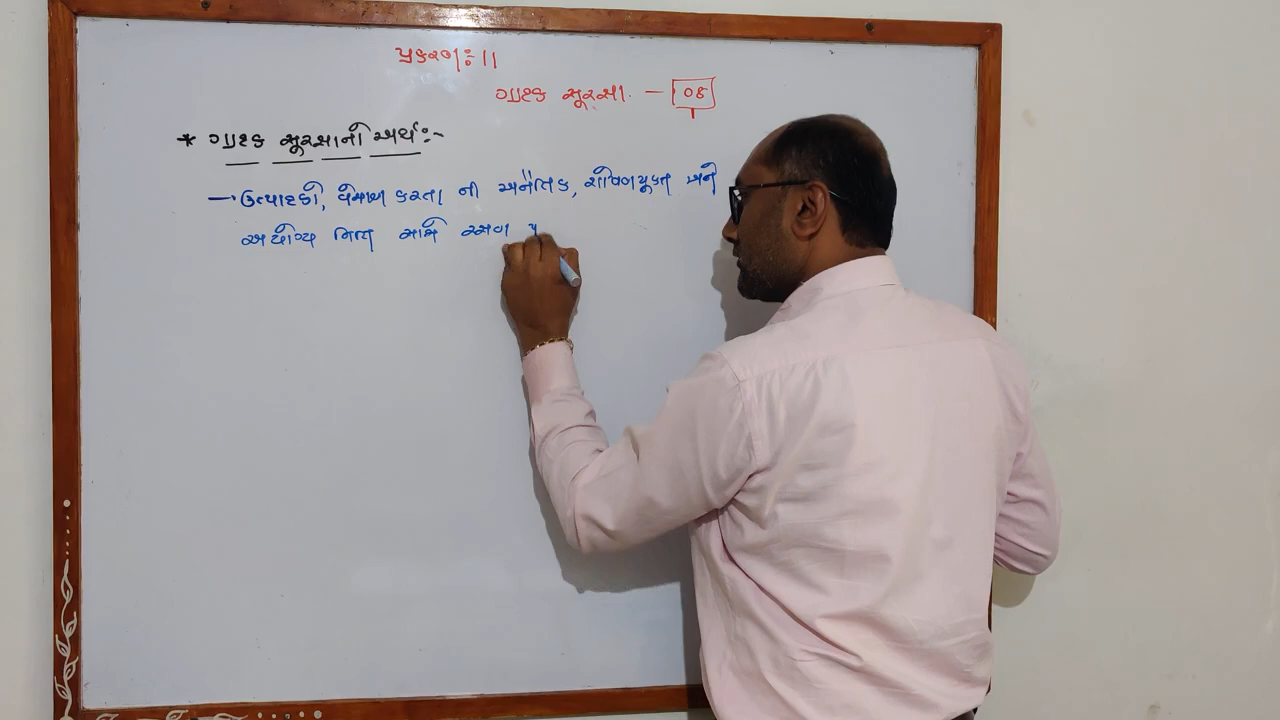 પ્રકરણ:11
ગ્રાહક સૂરક્ષા. — 08
* ગ્રાહક સૂરક્ષાનો અર્થ:-
→ ઉત્પાદકો, વેચાણ કરતા ની અનૈતિક, શોષણયૂક્ત અને
અયોગ્ય સામે રક્ષણ